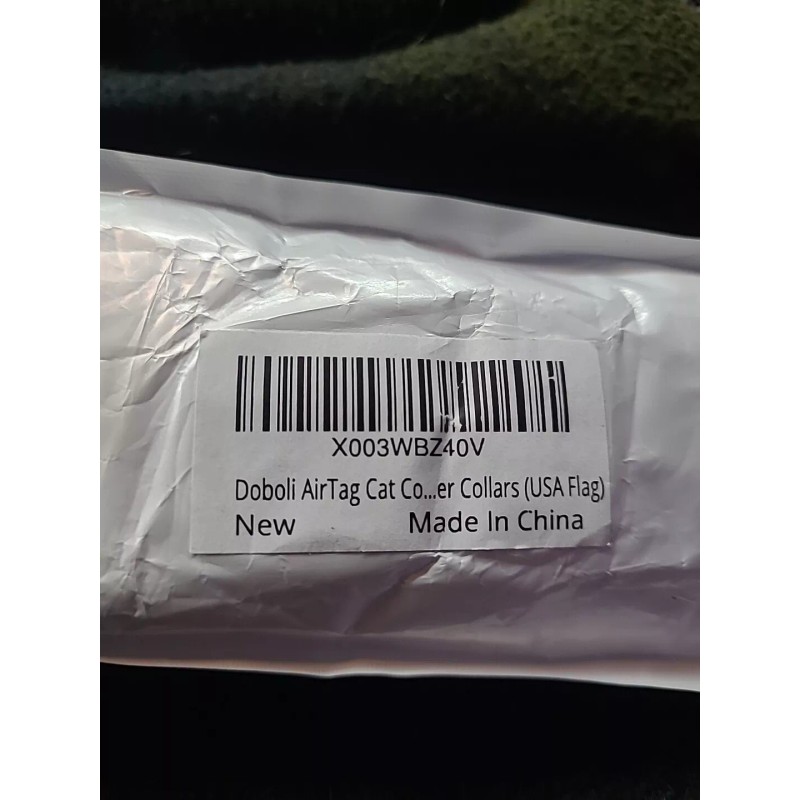 X003WBZ40V
Doboli AirTag Cat Co...er Collars (USA Flag)
New Made In China